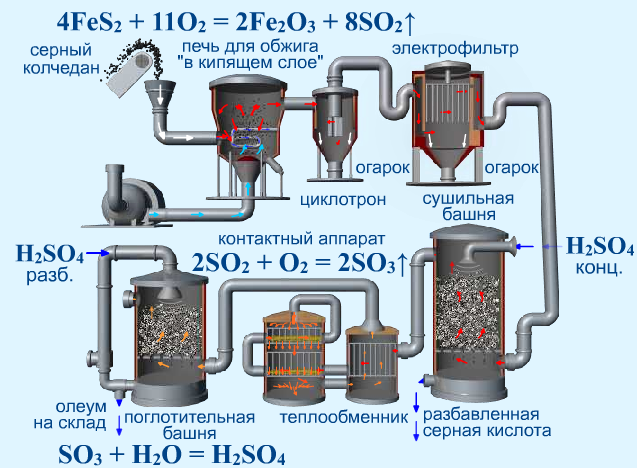 4FeS₂ + 11O₂ = 2Fe₂O₃ + 8SO₂↑
серный
колчедан
печь для обжига
"в кипящем слое"
электрофильтр
огарок
огарок
циклотрон
сушильная
башня
H₂SO₄
разб.
контактный аппарат
2SO₂ + O₂ = 2SO₃↑
H₂SO₄
конц.
олеум
на склад
поглотительная
башня
теплообменник
разбавленная
серная кислота
SO₃ + H₂O = H₂SO₄